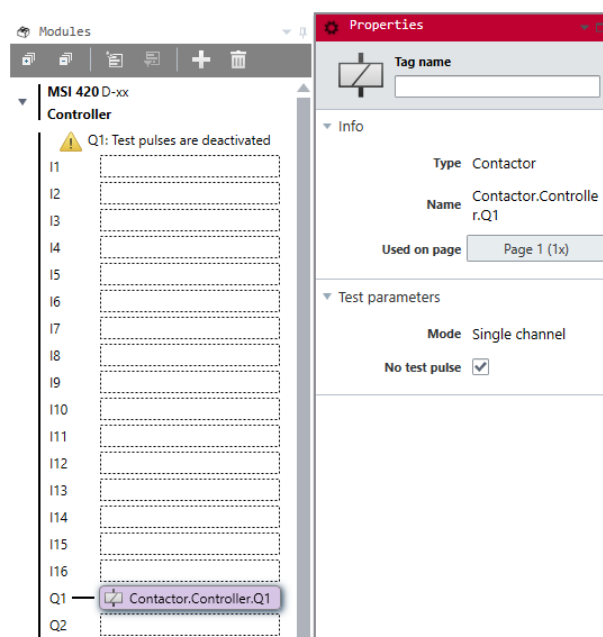 Modules
MSI 420 D-xx
Controller
Q1: Test pulses are deactivated
I1
I2
I3
I4
I5
I6
I7
I8
I9
I10
I11
I12
I13
I14
I15
I16
Q1 Contactor.Controller.Q1
Q2
Properties
Tag name
Info
Type Contactor
Name Contactor.Controlle
r.Q1
Used on page Page 1 (1x)
Test parameters
Mode Single channel
No test pulse